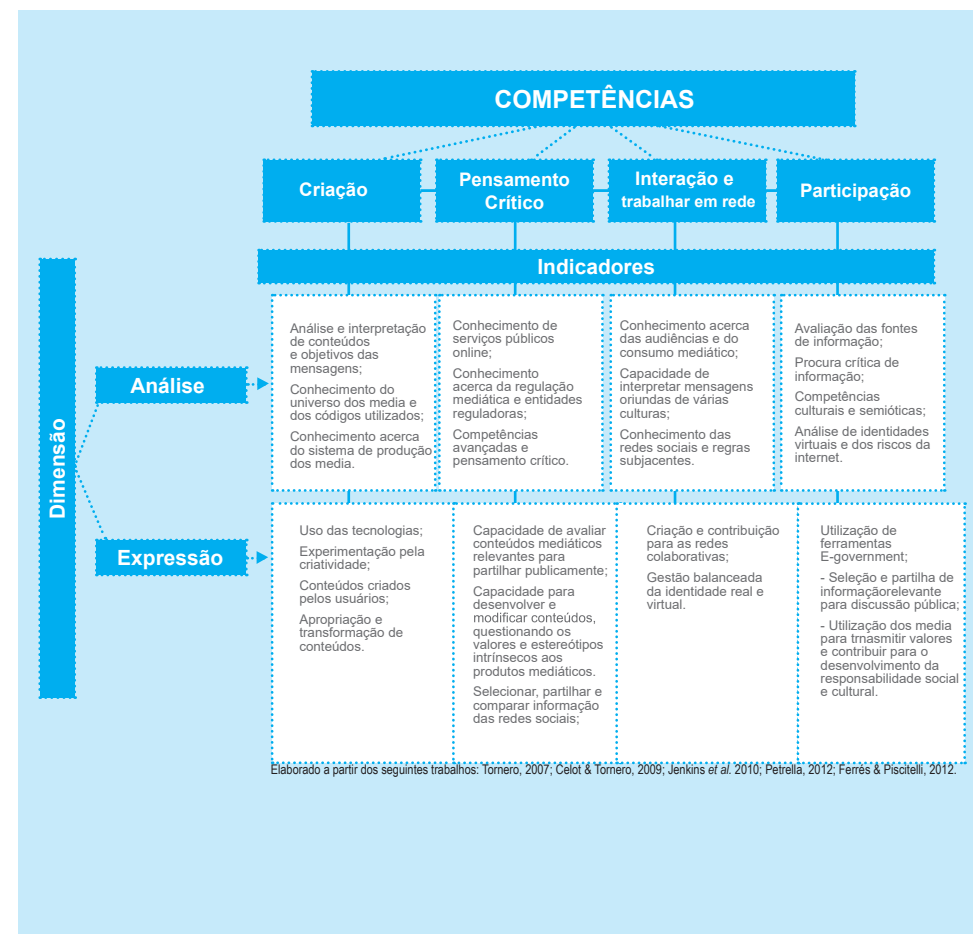 COMPETÊNCIAS
Criação
Pensamento
Crítico
Interação e
trabalhar em rede
Participação
Indicadores
Dimensão
Análise
Análise e interpretação
de conteúdos
e objetivos das
mensagens;
Conhecimento do
universo dos media e
dos códigos utilizados;
Conhecimento acerca
do sistema de produção
dos media.
Conhecimento de
serviços públicos
online;
Conhecimento
acerca da regulação
mediática e entidades
reguladoras;
Competências
avançadas e
pensamento crítico.
Conhecimento acerca
das audiências e do
consumo mediático;
Capacidade de
interpretar mensagens
oriundas de várias
culturas;
Conhecimento das
redes sociais e regras
subjacentes.
Avaliação das fontes
de informação;
Procura crítica de
informação;
Competências
culturais e semióticas;
Análise de identidades
virtuais e dos riscos da
internet.
Expressão
Uso das tecnologias;
Experimentação pela
criatividade;
Conteúdos criados
pelos usuários;
Apropriação e
transformação de
conteúdos.
Capacidade de avaliar
conteúdos mediáticos
relevantes para
partilhar publicamente;
Capacidade para
desenvolver e
modificar conteúdos,
questionando os
valores e estereótipos
intrínsecos aos
produtos mediáticos.
Selecionar, partilhar e
comparar informação
das redes sociais;
Criação e contribuição
para as redes
colaborativas;
Gestão balanceada
da identidade real e
virtual.
Utilização de
ferramentas
E-government;
- Seleção e partilha de
informaçãorelevante
para discussão pública;
- Utilização dos media
para trnasmitir valores
e contribuir para o
desenvolvimento da
responsabilidade social
e cultural.
Elaborado a partir dos seguintes trabalhos: Tornero, 2007; Celot & Tornero, 2009; Jenkins et al. 2010; Petrella, 2012; Ferrés & Piscitelli, 2012.